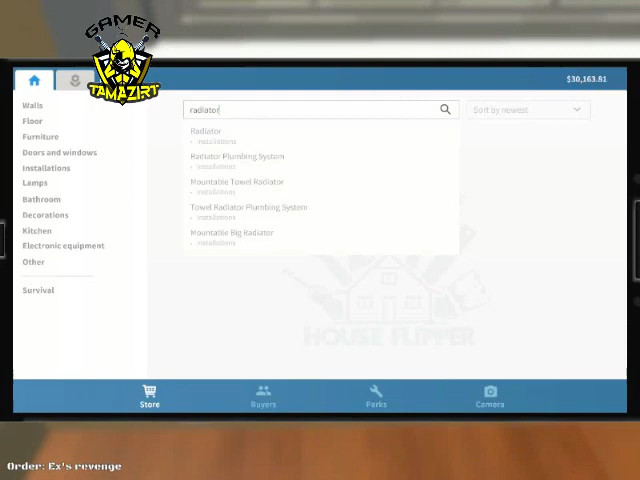 GAMER
TAMAZIRT
$30,163.81
Walls
Floor
Furniture
Doors and windows
Installations
Lamps
Bathroom
Decorations
Kitchen
Electronic equipment
Other
Survival
radiator
Sort by newest
Radiator
- Installations
Radiator Plumbing System
- Installations
Mountable Towel Radiator
- Installations
Towel Radiator Plumbing System
- Installations
Mountable Big Radiator
- Installations
HOUSE FLIPPER
Store
Buyers
Perks
Camera
Order: Ex's revenge